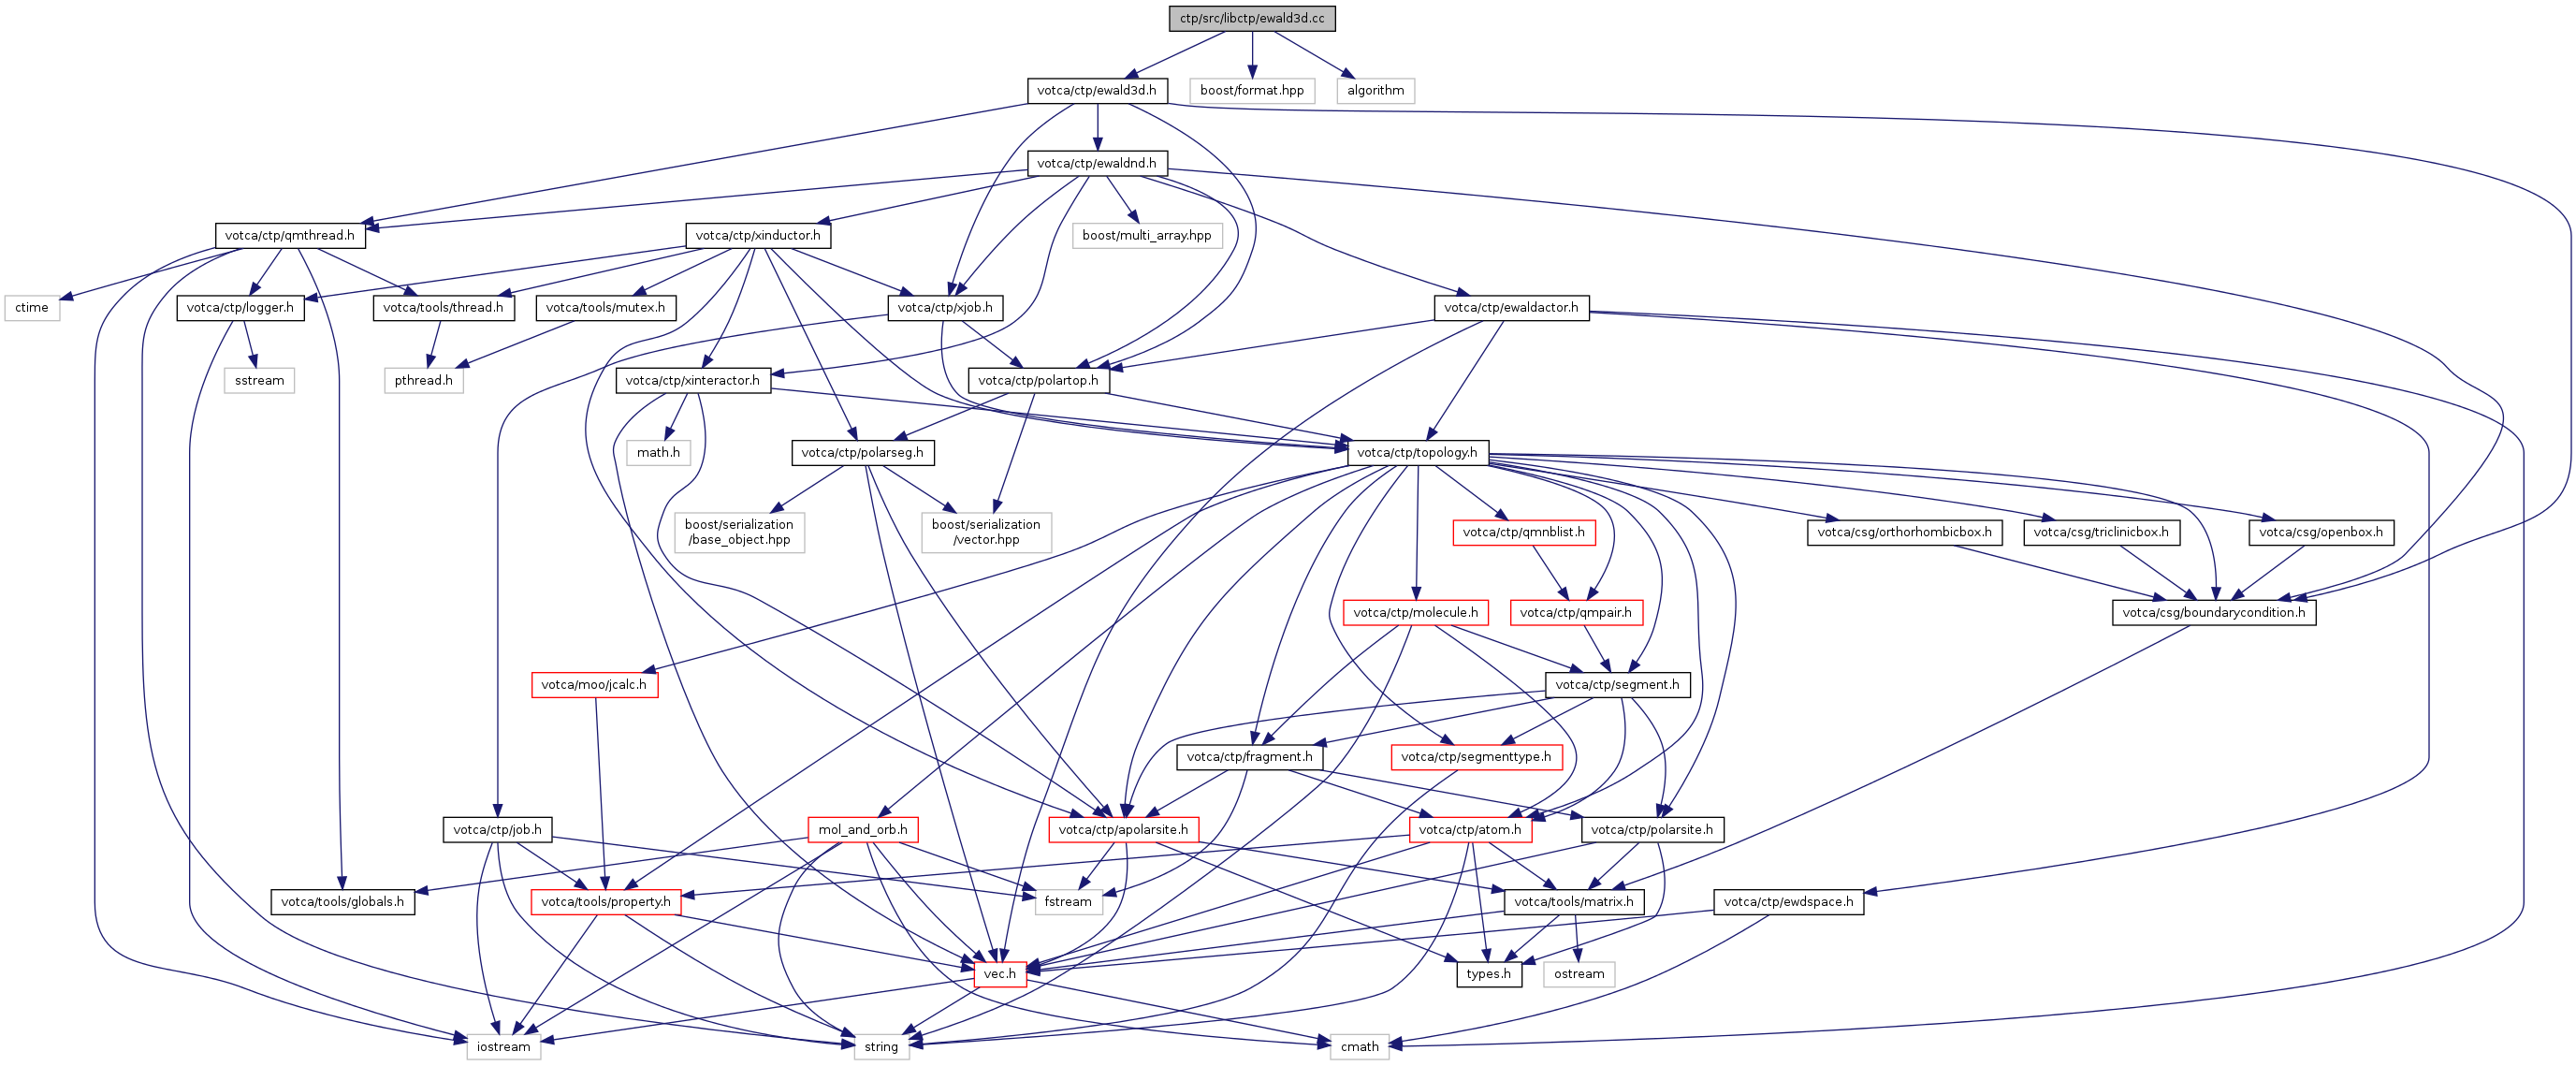 ctp/src/libctp/ewald3d.cc
votca/ctp/ewald3d.h
boost/format.hpp
algorithm
votca/ctp/ewaldnd.h
votca/ctp/qmthread.h
votca/ctp/xinductor.h
boost/multi_array.hpp
ctime
votca/ctp/logger.h
votca/tools/thread.h
votca/tools/mutex.h
votca/ctp/xjob.h
votca/ctp/ewaldactor.h
sstream
pthread.h
votca/ctp/xinteractor.h
votca/ctp/polartop.h
math.h
votca/ctp/polarseg.h
votca/ctp/topology.h
boost/serialization
/base_object.hpp
boost/serialization
/vector.hpp
votca/ctp/qmnblist.h
votca/csg/orthorhombicbox.h
votca/csg/triclinicbox.h
votca/csg/openbox.h
votca/ctp/molecule.h
votca/ctp/qmpair.h
votca/csg/boundarycondition.h
votca/moo/jcalc.h
votca/ctp/segment.h
votca/ctp/fragment.h
votca/ctp/segmenttype.h
votca/ctp/job.h
mol_and_orb.h
votca/ctp/apolarsite.h
votca/ctp/atom.h
votca/ctp/polarsite.h
votca/tools/globals.h
votca/tools/property.h
fstream
votca/tools/matrix.h
votca/ctp/ewdspace.h
vec.h
types.h
ostream
iostream
string
cmath